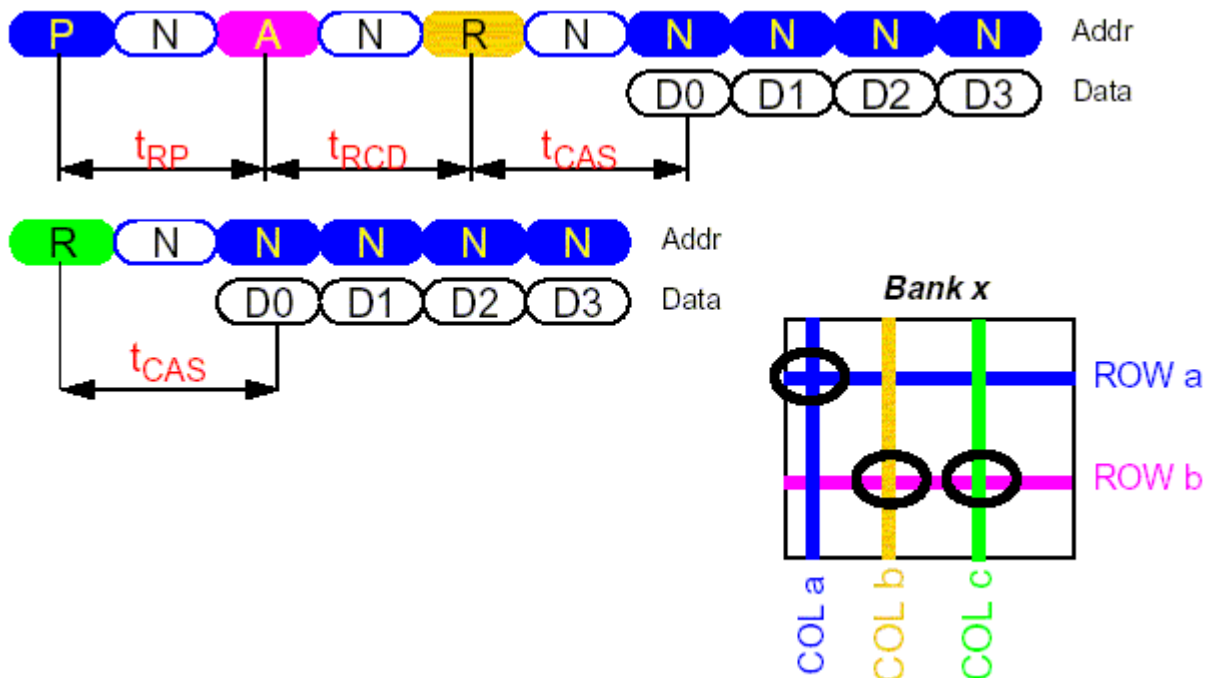 P N A N R N N N N N Addr
D0 D1 D2 D3 Data
tRP tRCD tCAS
R N N N N N Addr
D0 D1 D2 D3 Data
tCAS
Bank x
ROW a
ROW b
COL a
COL b
COL c